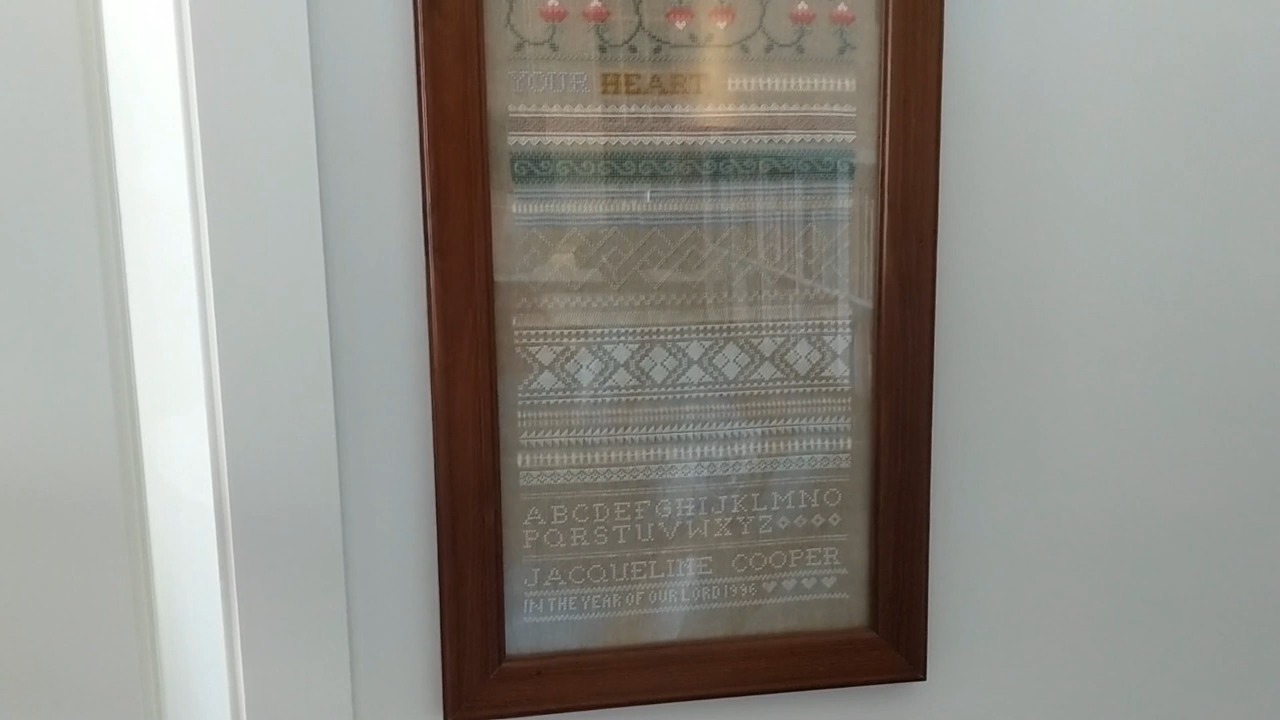 YOUR HEART
ABCDEFGHIJKLMNO
PQRSTUVWXYZ
JACQUELINE COOPER
IN THE YEAR OF OUR LORD 1996